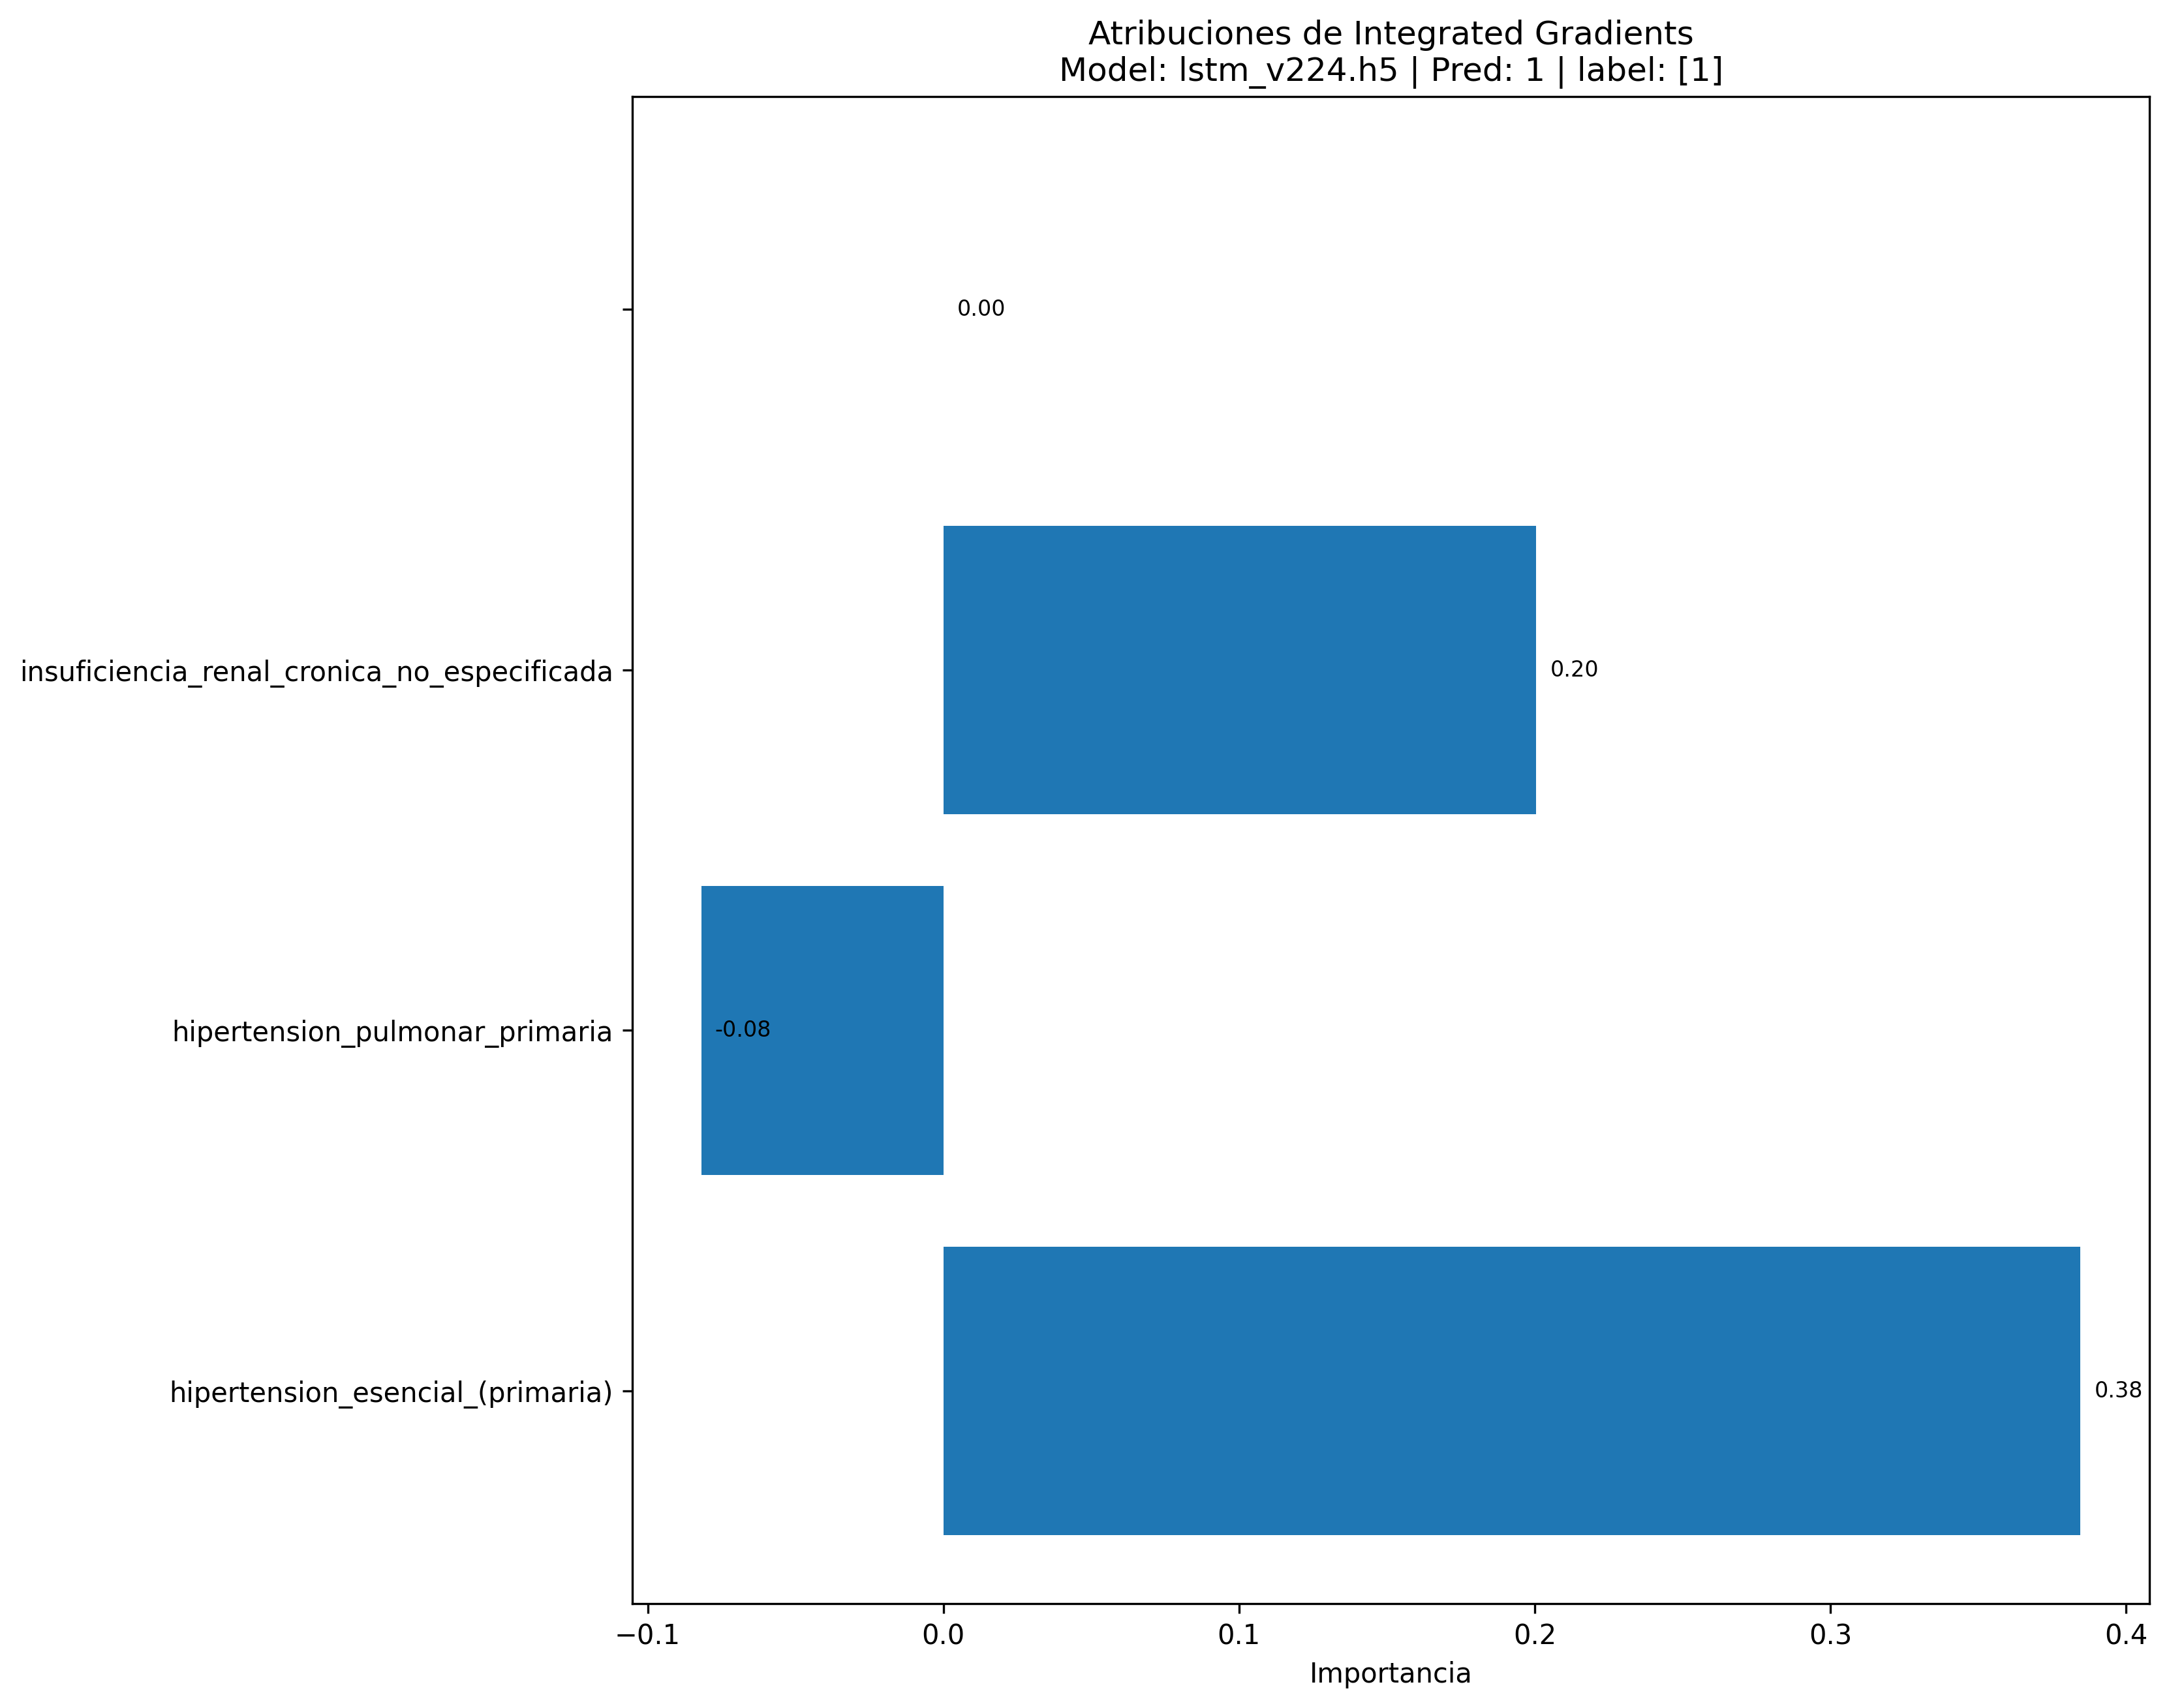 Atribuciones de Integrated Gradients
Model: lstm_v224.h5 | Pred: 1 | label: [1]
0.00
insuficiencia_renal_cronica_no_especificada
0.20
hipertension_pulmonar_primaria
-0.08
hipertension_esencial_(primaria)
0.38
−0.1
0.0
0.1
0.2
0.3
0.4
Importancia